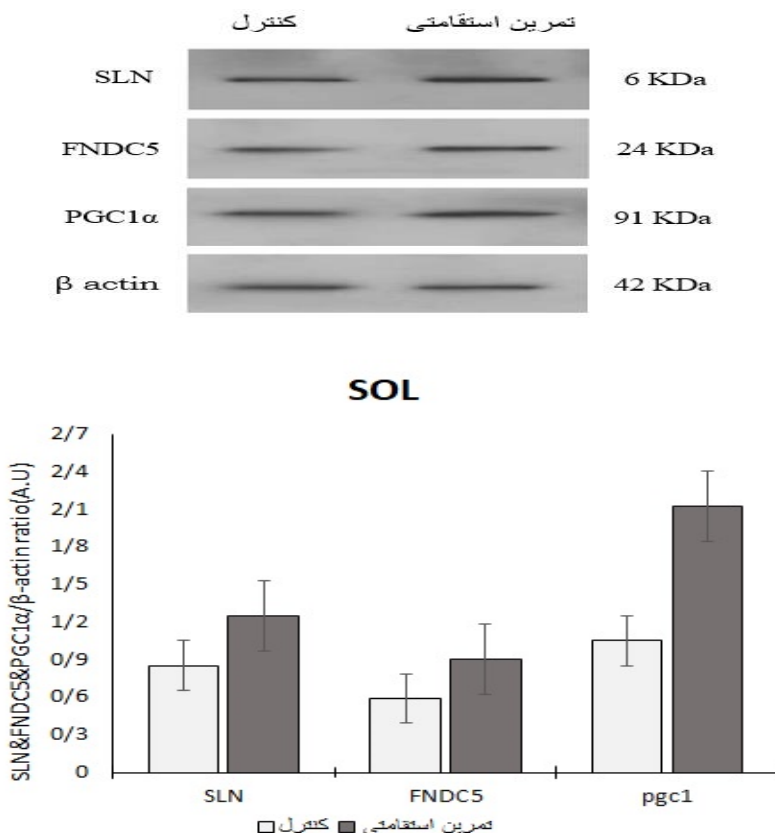 کنترل تمرین استقامتی
SLN 6 KDa
FNDC5 24 KDa
PGC1α 91 KDa
β actin 42 KDa
SOL
SLN&FNDC5&PGC1α/β-actin ratio(A.U)
2/7
2/4
2/1
1/8
1/5
1/2
0/9
0/6
0/3
0
SLN FNDC5 pgc1
کنترل تمرین استقامتی